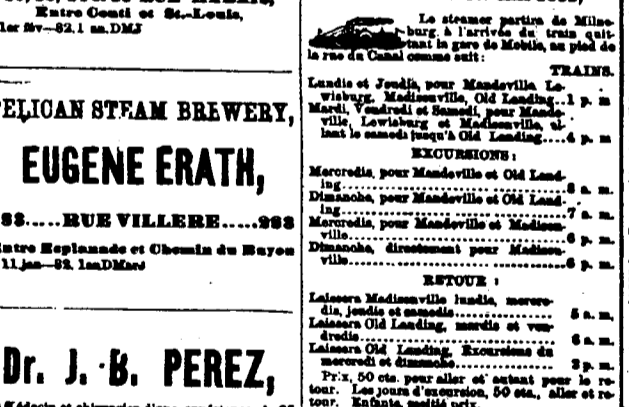 Entre Conti et St.-Louis,
1er fév—82.1 an.DMJ
PELICAN STEAM BREWERY,
EUGENE ERATH,
RUE VILLERE.....283
Entre Esplanade et Chemin du Bayou
11 jan—82. 1anDMarJ
Dr. J. B. PEREZ,
Le steamer partira de Milne-
burg, à l'arrivée du train quit-
tant la gare de Mobile, au pied de
la rue du Canal comme suit:
TRAINS.
Lundis et Jeudis, pour Mandeville, Le-
wisburg, Madisonville, Old Landing...1 p. m
Mardi, Vendredi et Samedi, pour Mande-
ville, Lewisburg et Madisonville, al-
lant le samedi jusqu'à Old Landing....4 p. m
EXCURSIONS:
Mercredis, pour Mandeville et Old Land-
ing........8 a. m.
Dimanche, pour Mandeville et Old Land-
ing........7 a. m.
Mercredis, pour Mandeville et Madison-
ville........6 p. m.
Dimanche, directement pour Madison-
ville........6 p. m.
RETOUR:
Laissera Madisonville lundis, mercre-
dis, jeudis et samedis........5 a. m.
Laissera Old Landing, mardis et ven-
dredis........6 a. m.
Laissera Old Landing, Excursions du
mercredi et dimanche........3 p. m.
Prix, 50 cts. pour aller et autant pour le re-
tour. Les jours d'excursion, 50 cts., aller et re-
tour. Enfants, moitié prix.